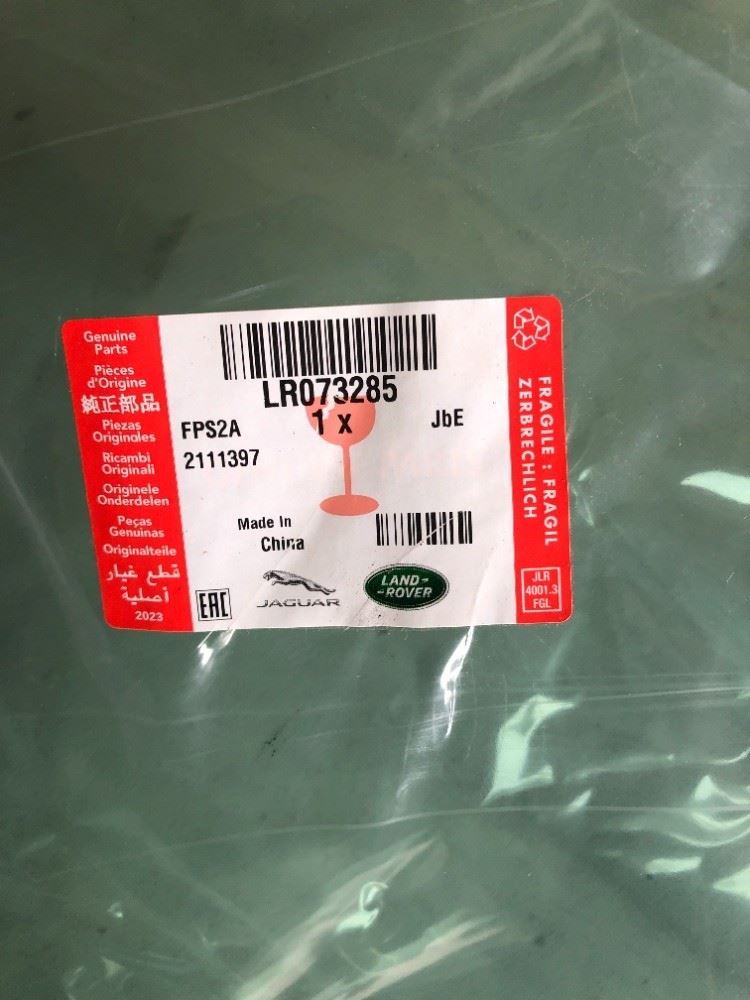 Genuine
Parts
Pièces
d'Origine
純正部品
Piezas
Originales
Ricambi
Originali
Originele
Onderdelen
Peças
Genuinas
Originalteile
قطع غيار
أصلية
2023
LR073285
1 x
FPS2A
JbE
2111397
Made In
China
EAC
JAGUAR
LAND-
-ROVER
FRAGILE : FRAGIL
ZERBRECHLICH
JLR
4001.3
FGL